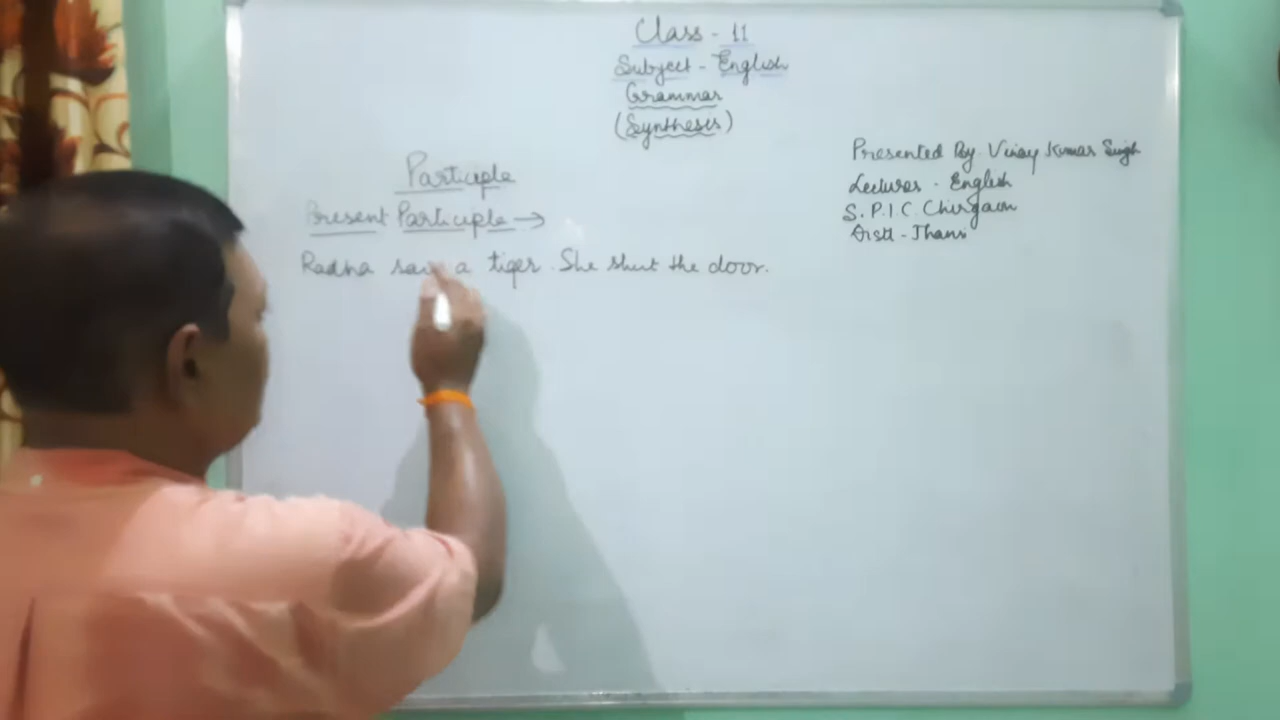 Class - 11
Subject - English
Grammar
(Synthesis)
Participle
Present Participle →
Radha saw a tiger. She shut the door.
Presented By. Vinay Kumar Singh
Lecturer - English
S. P. I C. Chirgaon
Distt - Jhansi